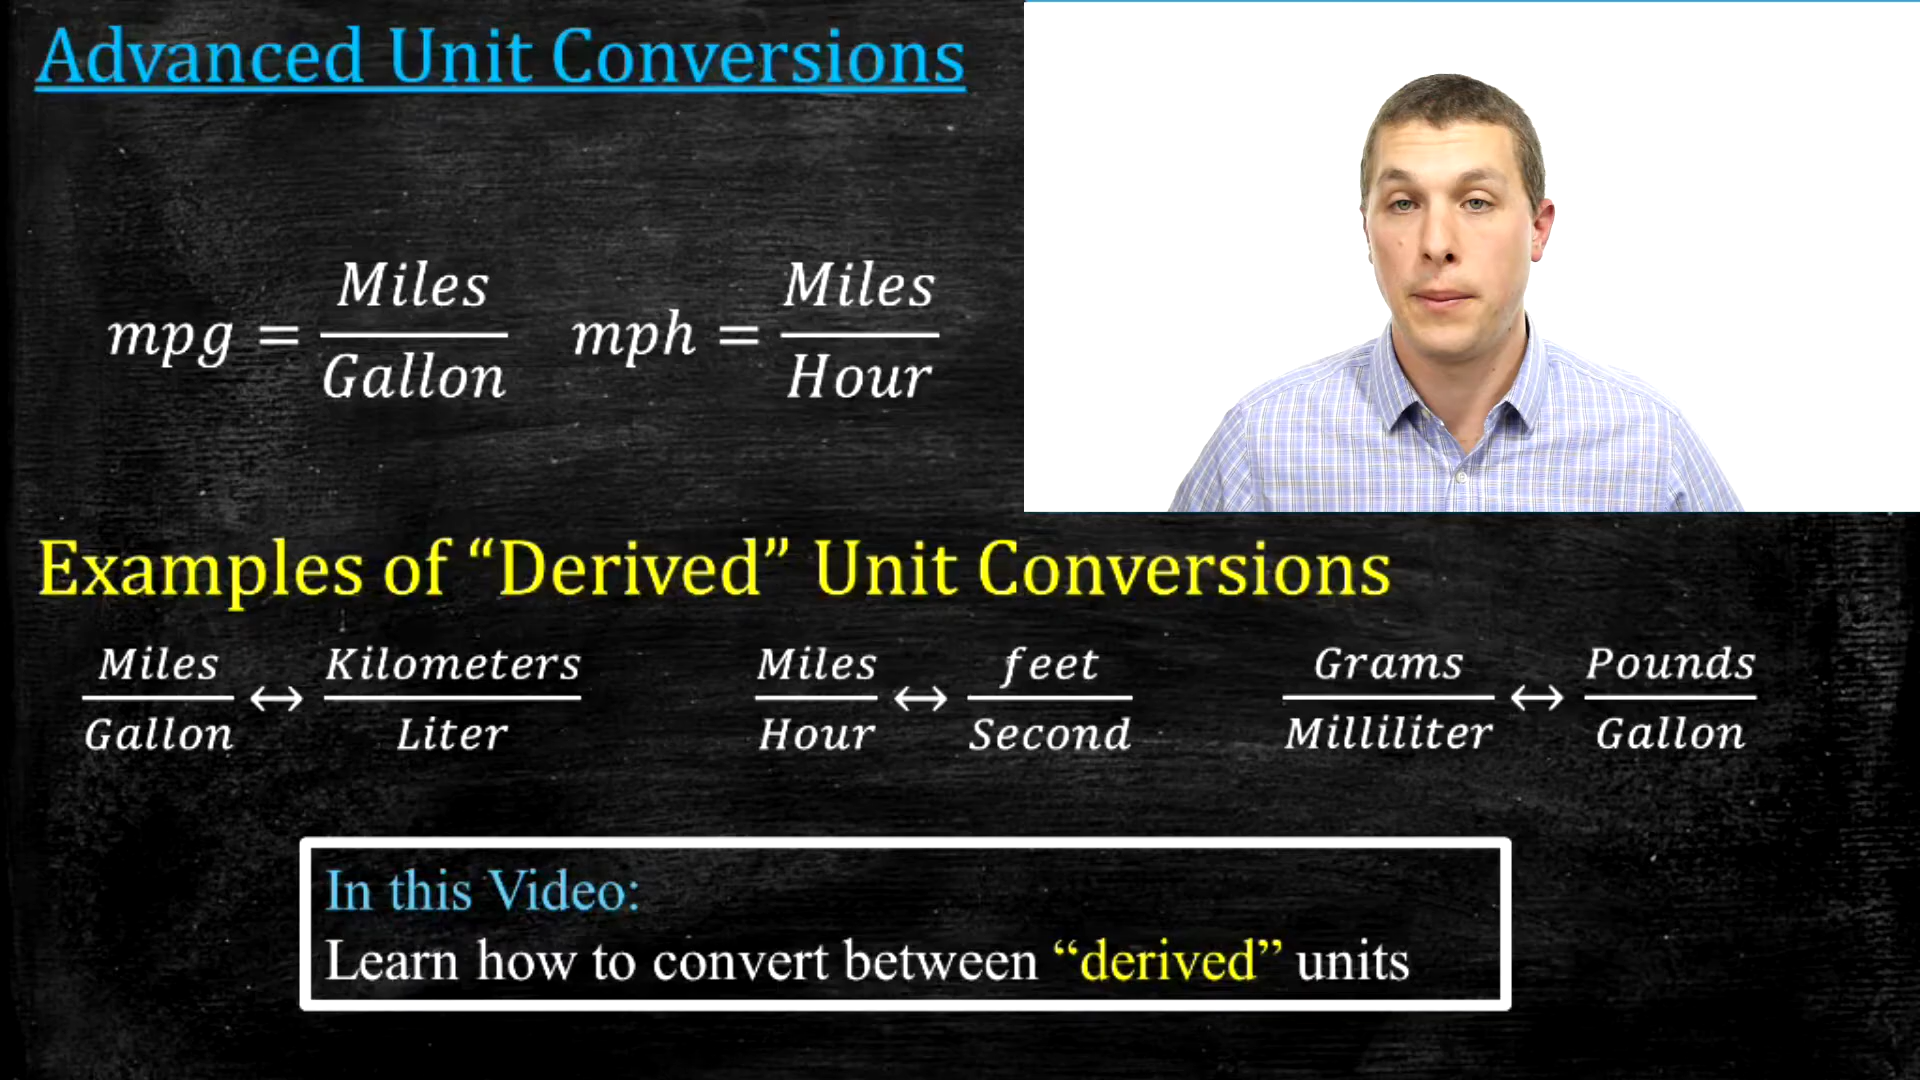 Advanced Unit Conversions
mpg = Miles/Gallon mph = Miles/Hour
Examples of “Derived” Unit Conversions
Miles/Gallon ↔ Kilometers/Liter Miles/Hour ↔ feet/Second Grams/Milliliter ↔ Pounds/Gallon
In this Video:
Learn how to convert between “derived” units